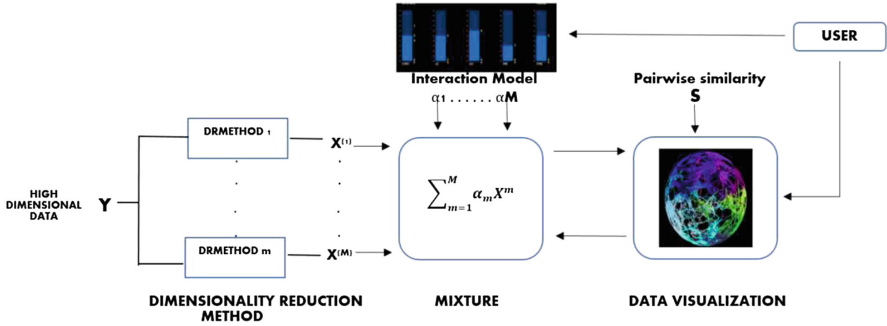 USER
Interaction Model
α1 ...... αM
Pairwise similarity
S
DRMETHOD 1
X(1)
HIGH
DIMENSIONAL
DATA
Y
∑_{m=1}^{M} α_m X^m
DRMETHOD m
X(M)
DIMENSIONALITY REDUCTION
METHOD
MIXTURE
DATA VISUALIZATION